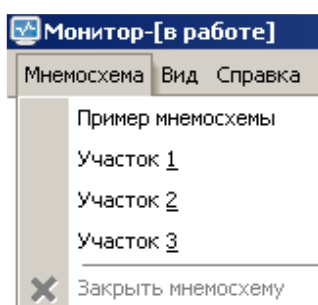 Монитор-[в работе]
Мнемосхема Вид Справка
Пример мнемосхемы
Участок 1
Участок 2
Участок 3
Закрыть мнемосхему